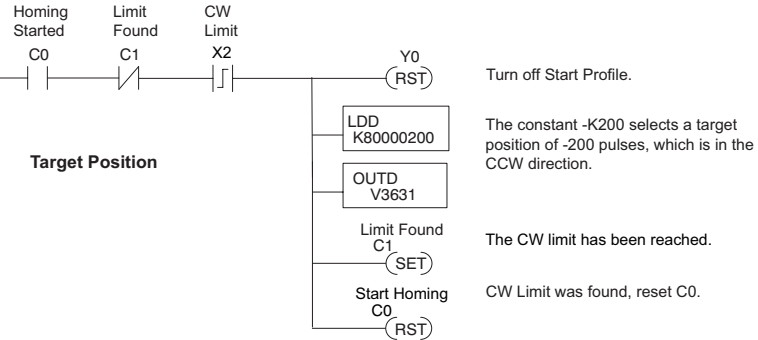 Homing Started
C0
Limit Found
C1
CW Limit
X2
Y0
RST
Turn off Start Profile.
LDD
K80000200
The constant -K200 selects a target
position of -200 pulses, which is in the
CCW direction.
Target Position
OUTD
V3631
Limit Found
C1
SET
The CW limit has been reached.
Start Homing
C0
RST
CW Limit was found, reset C0.